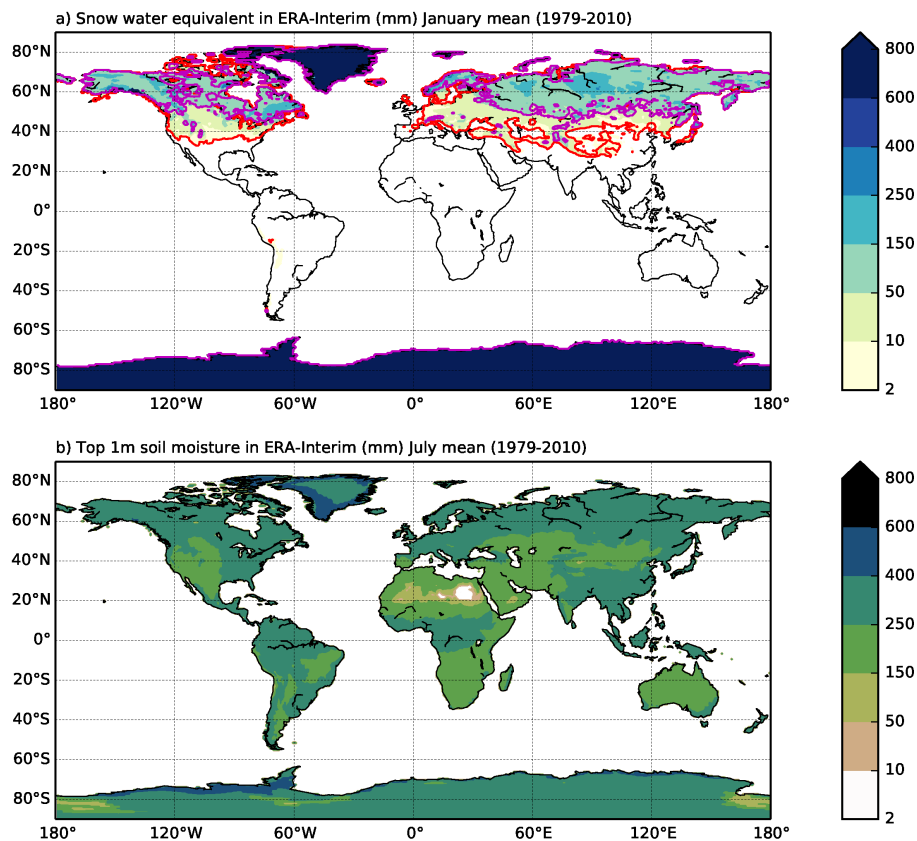 a) Snow water equivalent in ERA-Interim (mm) January mean (1979-2010)
80°N
60°N
40°N
20°N
0°
20°S
40°S
60°S
80°S
180°
120°W
60°W
0°
60°E
120°E
180°
800
600
400
250
150
50
10
2
b) Top 1m soil moisture in ERA-Interim (mm) July mean (1979-2010)
80°N
60°N
40°N
20°N
0°
20°S
40°S
60°S
80°S
180°
120°W
60°W
0°
60°E
120°E
180°
800
600
400
250
150
50
10
2